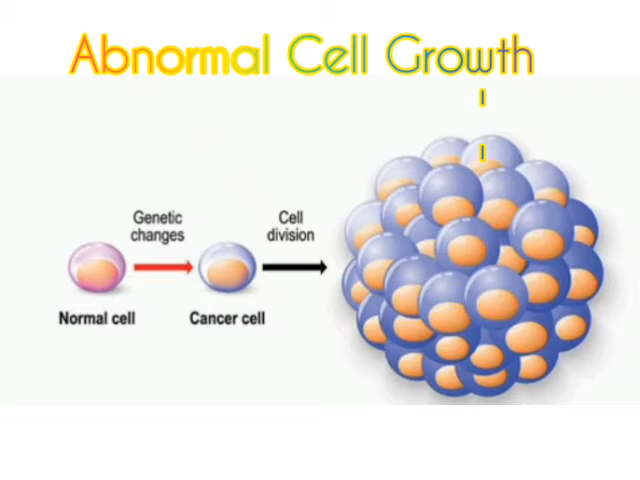 Abnormal Cell Growth
Genetic
changes
Cell
division
Normal cell
Cancer cell